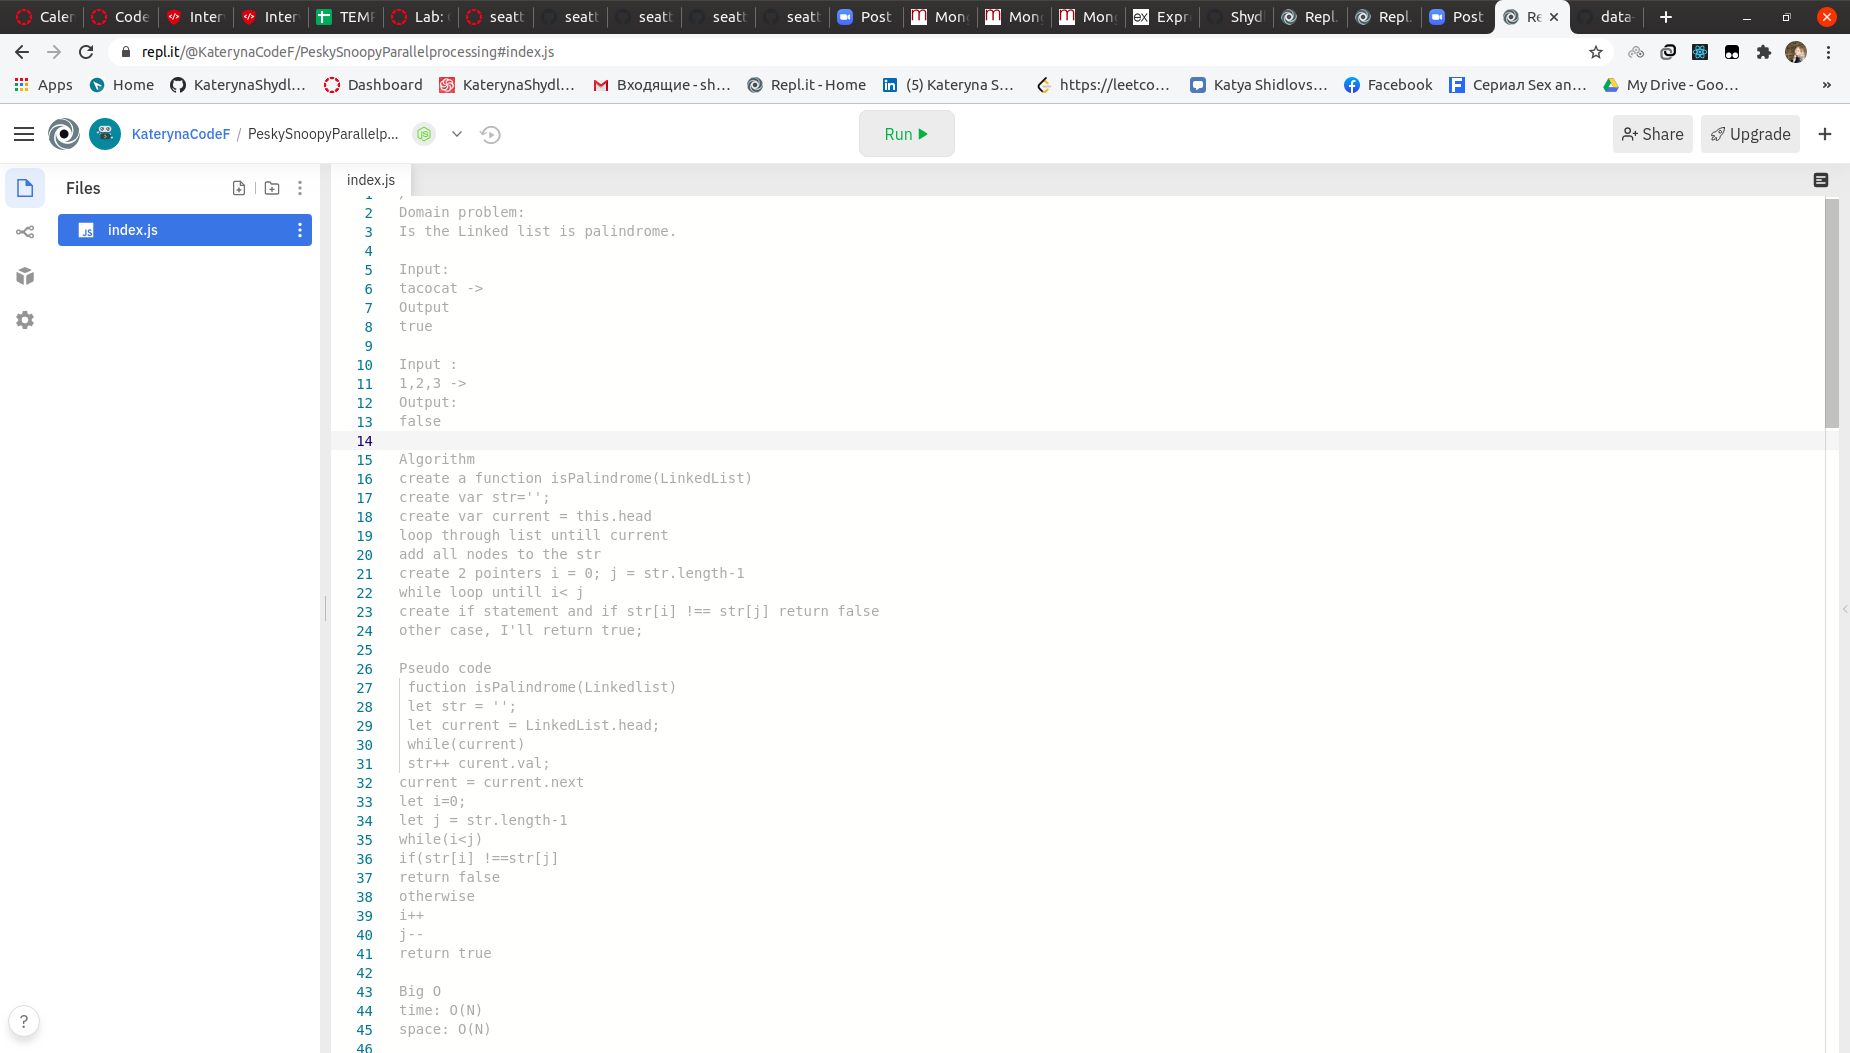 Caler
Code
Inter
Inter
TEMF
Lab:
seatt
seatt
seatt
seatt
seatt
Post
Mong
Mong
Mong
ex Expr
Shyd
Repl.
Repl.
Post
Re
data
repl.it/@KaterynaCodeF/PeskySnoopyParallelprocessing#index.js
Apps
Home
KaterynaShydl...
Dashboard
KaterynaShydl...
Входящие - sh...
Repl.it - Home
(5) Kateryna S...
https://leetco...
Katya Shidlovs...
Facebook
Сериал Sex an...
My Drive - Goo...
»
KaterynaCodeF / PeskySnoopyParallelp...
Run
Share
Upgrade
Files
index.js
JS index.js
1
2 Domain problem:
3 Is the Linked list is palindrome.
4
5 Input:
6 tacocat ->
7 Output
8 true
9
10 Input :
11 1,2,3 ->
12 Output:
13 false
14
15 Algorithm
16 create a function isPalindrome(LinkedList)
17 create var str='';
18 create var current = this.head
19 loop through list untill current
20 add all nodes to the str
21 create 2 pointers i = 0; j = str.length-1
22 while loop untill i< j
23 create if statement and if str[i] !== str[j] return false
24 other case, I'll return true;
25
26 Pseudo code
27 fuction isPalindrome(Linkedlist)
28 let str = '';
29 let current = LinkedList.head;
30 while(current)
31 str++ curent.val;
32 current = current.next
33 let i=0;
34 let j = str.length-1
35 while(i<j)
36 if(str[i] !==str[j]
37 return false
38 otherwise
39 i++
40 j--
41 return true
42
43 Big O
44 time: O(N)
45 space: O(N)
46
?